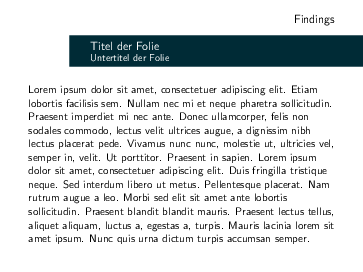 Findings
Titel der Folie
Untertitel der Folie
Lorem ipsum dolor sit amet, consectetuer adipiscing elit. Etiam
lobortis facilisis sem. Nullam nec mi et neque pharetra sollicitudin.
Praesent imperdiet mi nec ante. Donec ullamcorper, felis non
sodales commodo, lectus velit ultrices augue, a dignissim nibh
lectus placerat pede. Vivamus nunc nunc, molestie ut, ultricies vel,
semper in, velit. Ut porttitor. Praesent in sapien. Lorem ipsum
dolor sit amet, consectetuer adipiscing elit. Duis fringilla tristique
neque. Sed interdum libero ut metus. Pellentesque placerat. Nam
rutrum augue a leo. Morbi sed elit sit amet ante lobortis
sollicitudin. Praesent blandit blandit mauris. Praesent lectus tellus,
aliquet aliquam, luctus a, egestas a, turpis. Mauris lacinia lorem sit
amet ipsum. Nunc quis urna dictum turpis accumsan semper.